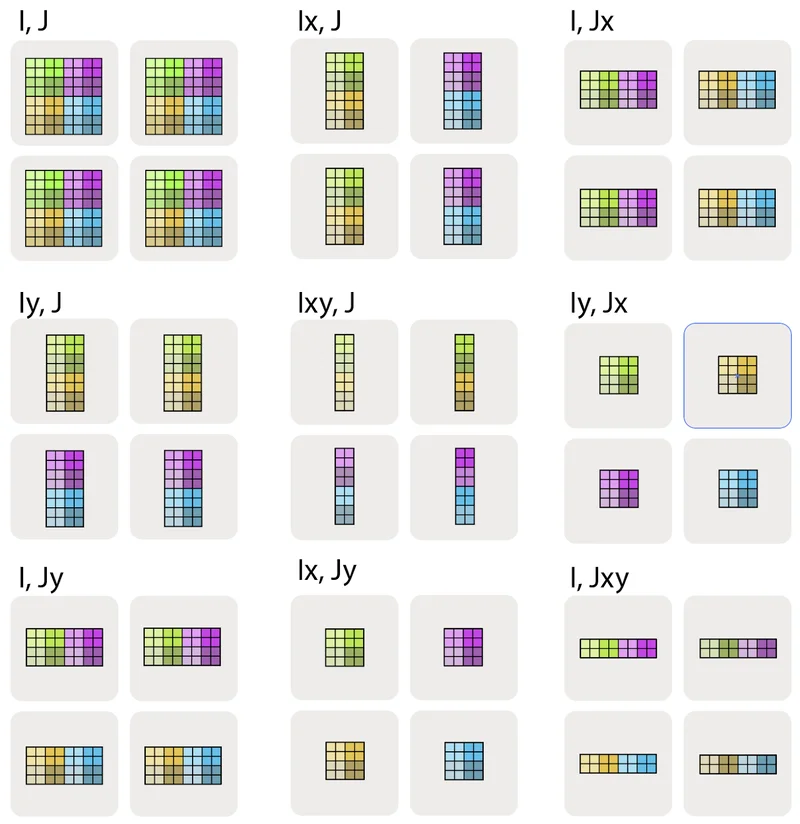 I, J
Ix, J
I, Jx
Iy, J
Ixy, J
Iy, Jx
I, Jy
Ix, Jy
I, Jxy